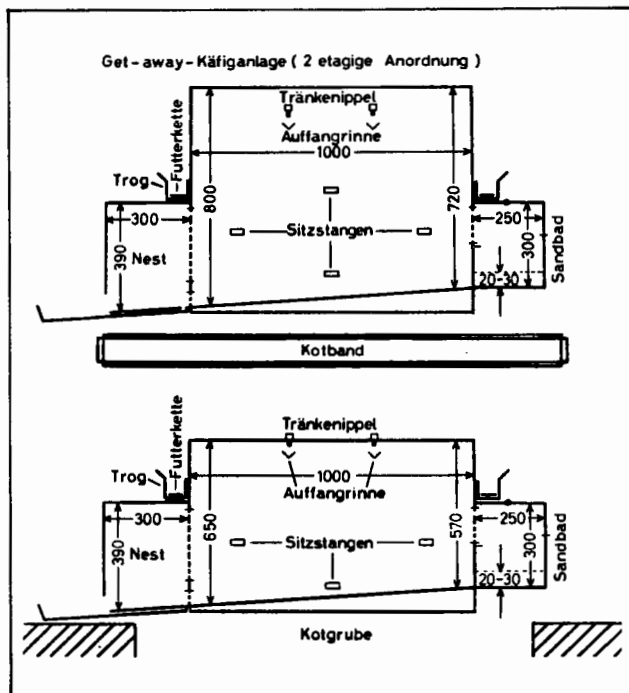 Get-away-Käfiganlage ( 2 etagige Anordnung )
Tränkenippel
Auffangrinne
1000
Futterkette
Trog
300
800
720
250
390
Nest
Sitzstangen
300
20-30
Sandbad
Kotband
Tränkenippel
1000
Auffangrinne
Futterkette
Trog
300
650
570
250
390
Nest
Sitzstangen
300
20-30
Sandbad
Kotgrube